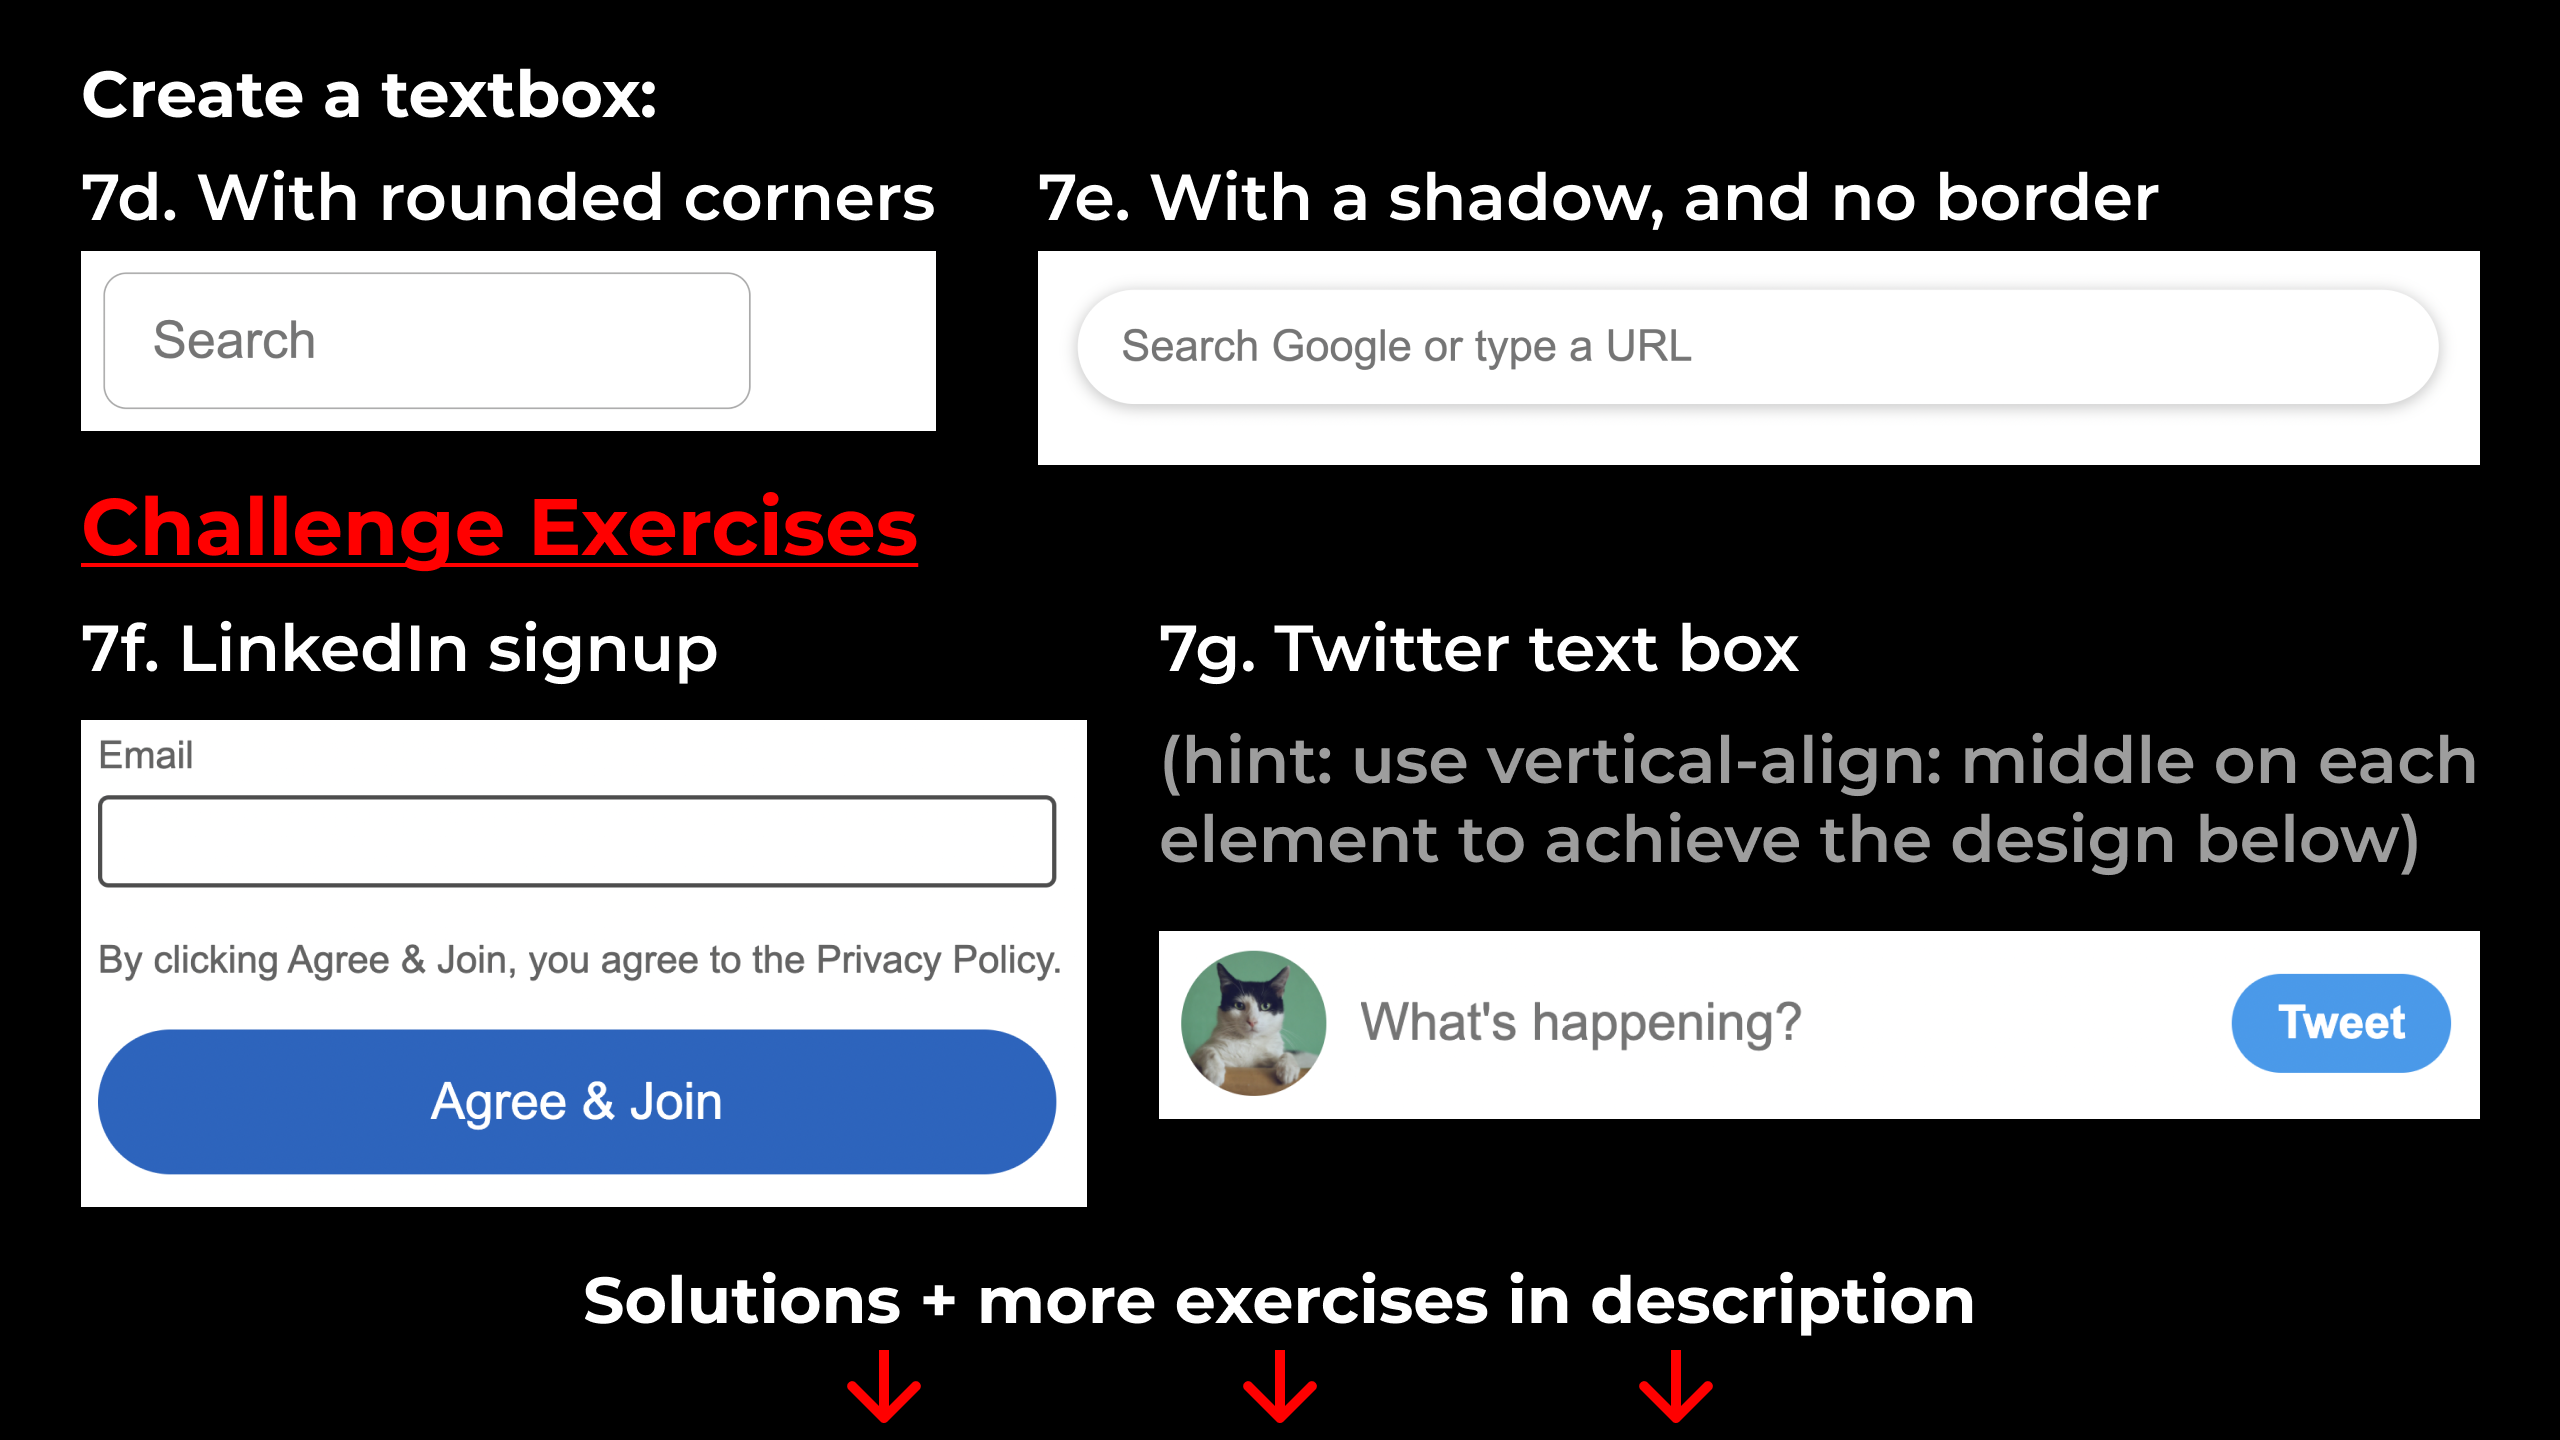 Create a textbox:
7d. With rounded corners
Search
7e. With a shadow, and no border
Search Google or type a URL
Challenge Exercises
7f. LinkedIn signup
Email
By clicking Agree & Join, you agree to the Privacy Policy.
Agree & Join
7g. Twitter text box
(hint: use vertical-align: middle on each
element to achieve the design below)
What's happening?
Tweet
Solutions + more exercises in description